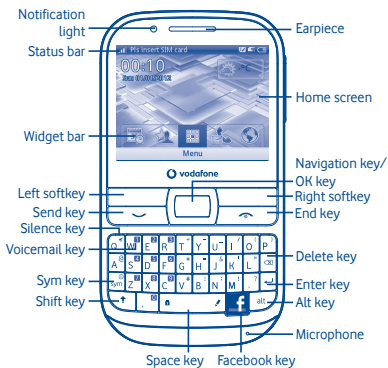 Notification
light
Status bar
Earpiece
Pls insert SIM card
00:10
Home screen
Widget bar
Menu
vodafone
Navigation key/
OK key
Left softkey
Right softkey
Send key
End key
Silence key
Voicemail key
Q W E R T Y U I O P
Delete key
A S D F G H J K L
Sym key
sym Z X C V B N M
Enter key
Shift key
alt
Alt key
Microphone
Space key
Facebook key